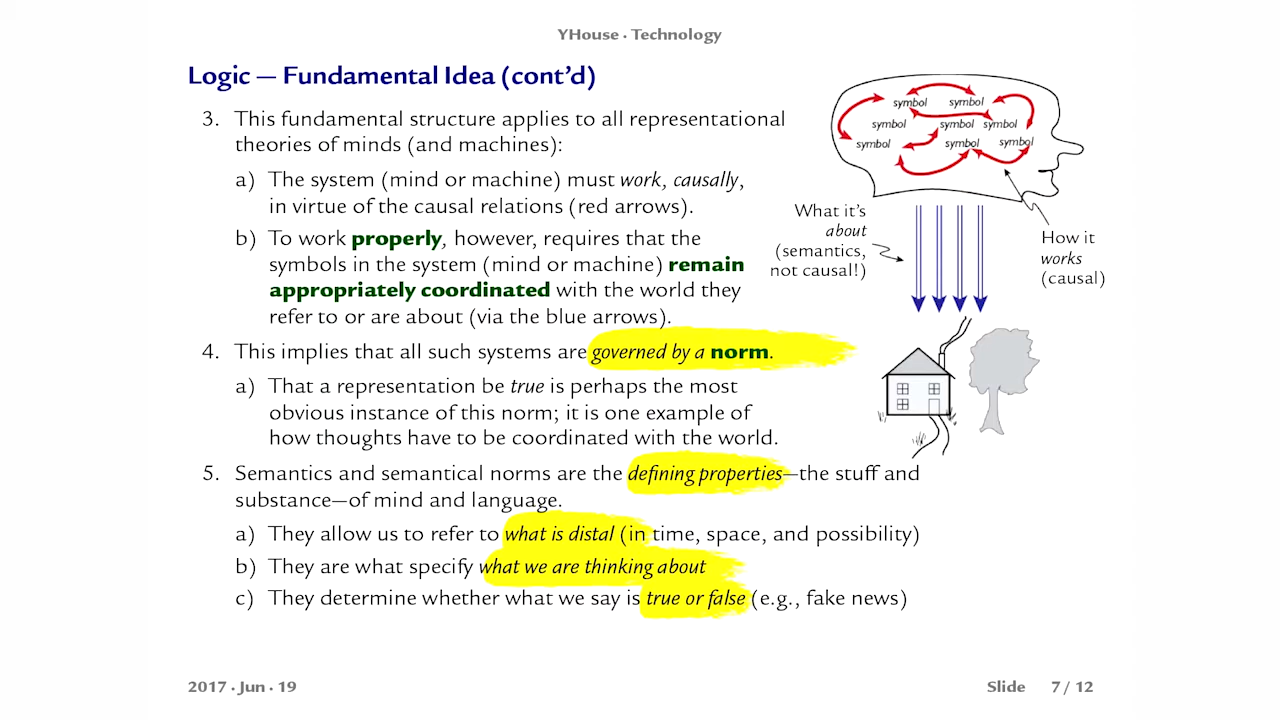 YHouse · Technology
Logic — Fundamental Idea (cont’d)
3. This fundamental structure applies to all representational
theories of minds (and machines):
a) The system (mind or machine) must work, causally,
in virtue of the causal relations (red arrows).
b) To work properly, however, requires that the
symbols in the system (mind or machine) remain
appropriately coordinated with the world they
refer to or are about (via the blue arrows).
4. This implies that all such systems are governed by a norm.
a) That a representation be true is perhaps the most
obvious instance of this norm; it is one example of
how thoughts have to be coordinated with the world.
5. Semantics and semantical norms are the defining properties—the stuff and
substance—of mind and language.
a) They allow us to refer to what is distal (in time, space, and possibility)
b) They are what specify what we are thinking about
c) They determine whether what we say is true or false (e.g., fake news)
symbol symbol
symbol symbol symbol
symbol symbol symbol
What it’s
about
(semantics,
not causal!)
How it
works
(causal)
2017 · Jun · 19
Slide 7 / 12